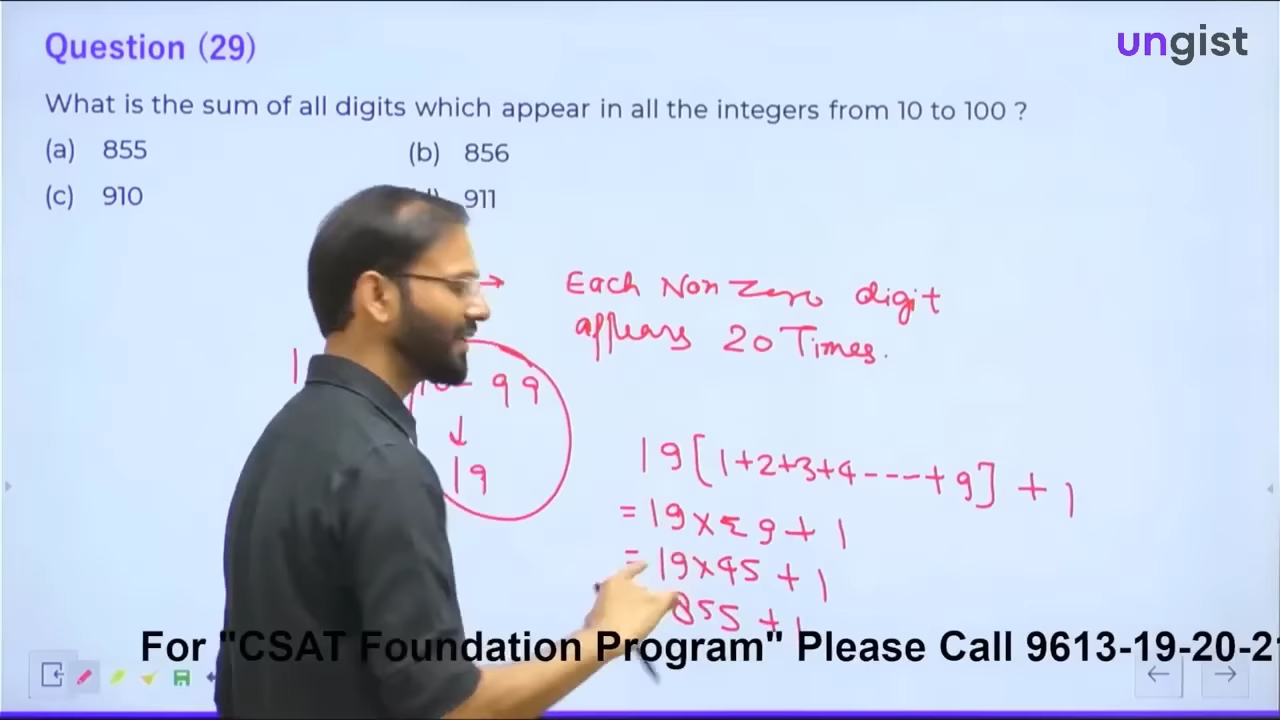 Question (29)
ungist
What is the sum of all digits which appear in all the integers from 10 to 100 ?
(a) 855
(b) 856
(c) 910
911
→ Each Non zero digit
appears 20 Times.
1
99
↓
19
19[1+2+3+4----+9] + 1
= 19×Σ9+ 1
= 19×45 + 1
855 + 1
For "CSAT Foundation Program" Please Call 9613-19-20-2